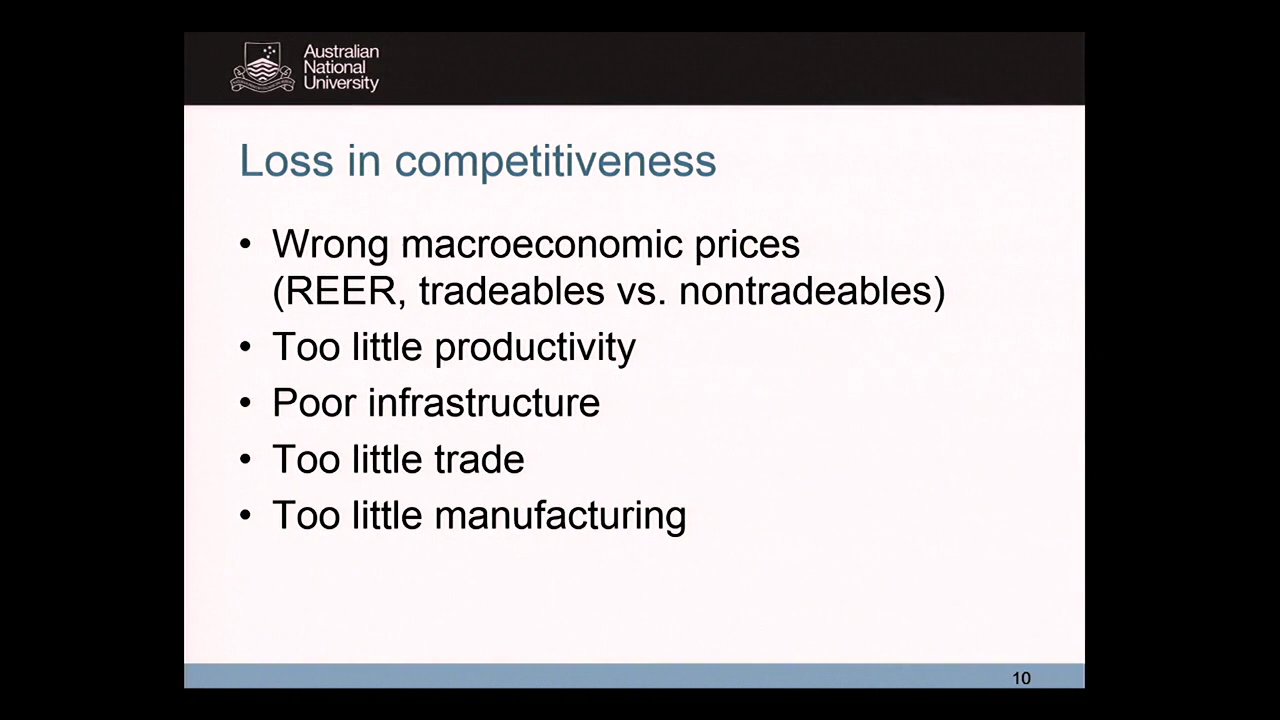 Australian
National
University
Loss in competitiveness
• Wrong macroeconomic prices
(REER, tradeables vs. nontradeables)
• Too little productivity
• Poor infrastructure
• Too little trade
• Too little manufacturing
10